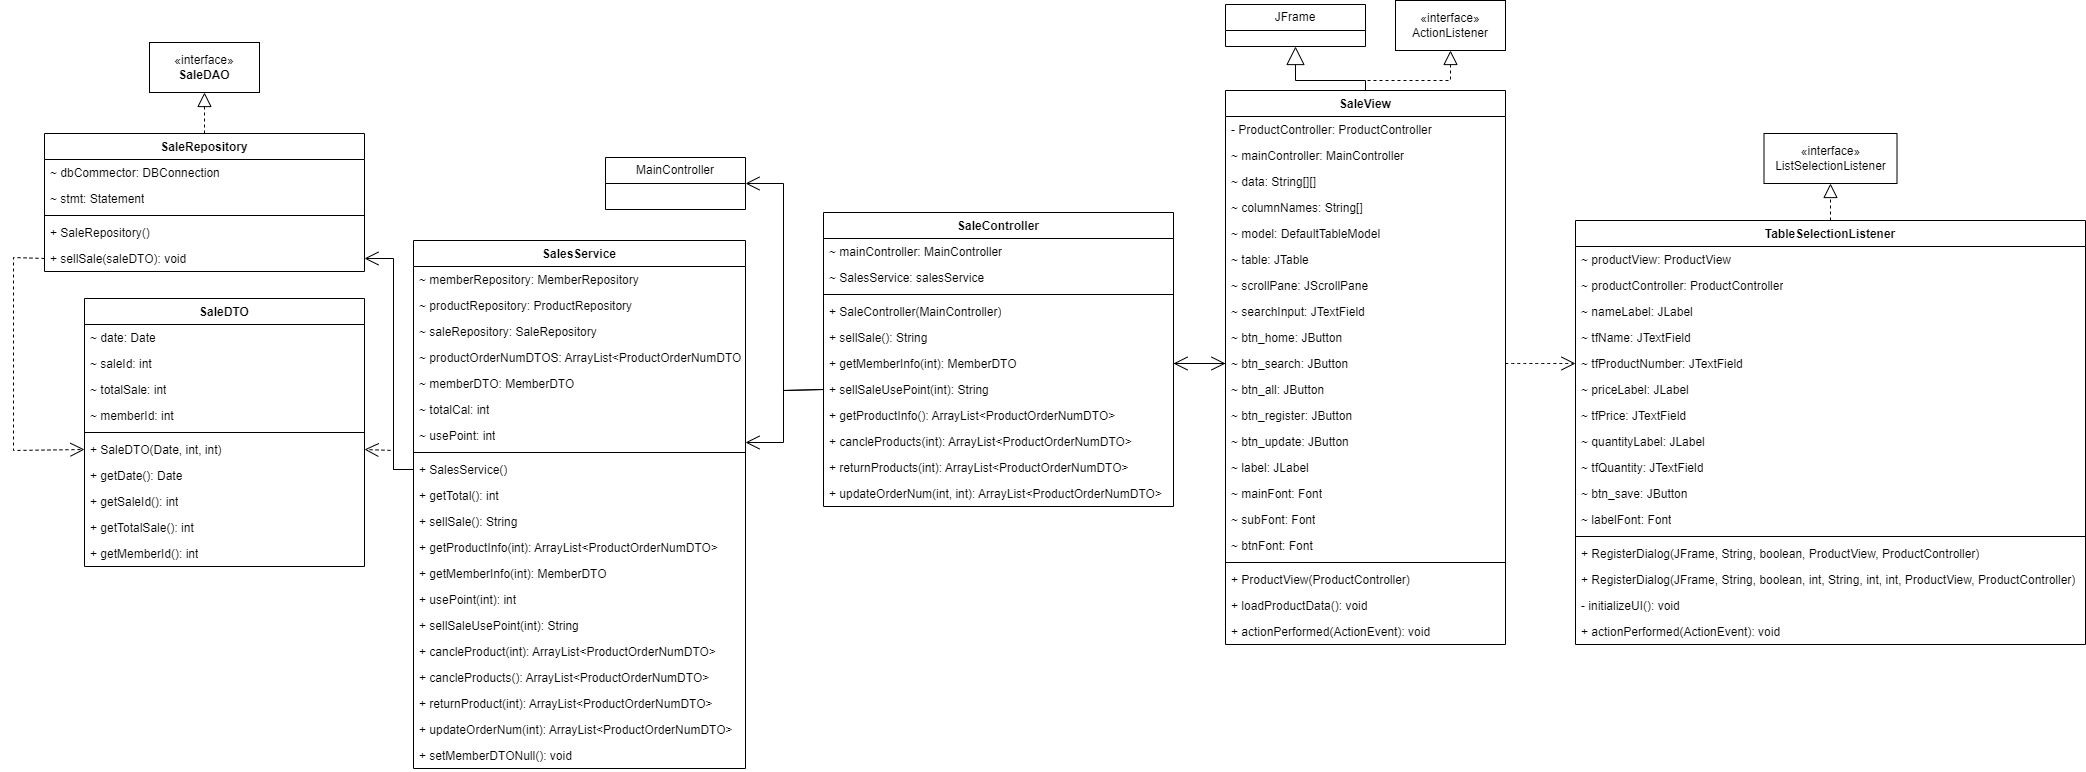 «interface»
SaleDAO
SaleRepository
~ dbCommector: DBConnection
~ stmt: Statement
+ SaleRepository()
+ sellSale(saleDTO): void
SaleDTO
~ date: Date
~ saleId: int
~ totalSale: int
~ memberId: int
+ SaleDTO(Date, int, int)
+ getDate(): Date
+ getSaleId(): int
+ getTotalSale(): int
+ getMemberId(): int
SalesService
~ memberRepository: MemberRepository
~ productRepository: ProductRepository
~ saleRepository: SaleRepository
~ productOrderNumDTOS: ArrayList<ProductOrderNumDTO
~ memberDTO: MemberDTO
~ totalCal: int
~ usePoint: int
+ SalesService()
+ getTotal(): int
+ sellSale(): String
+ getProductInfo(int): ArrayList<ProductOrderNumDTO>
+ getMemberInfo(int): MemberDTO
+ usePoint(int): int
+ sellSaleUsePoint(int): String
+ cancleProduct(int): ArrayList<ProductOrderNumDTO>
+ cancleProducts(): ArrayList<ProductOrderNumDTO>
+ returnProduct(int): ArrayList<ProductOrderNumDTO>
+ updateOrderNum(int): ArrayList<ProductOrderNumDTO>
+ setMemberDTONull(): void
MainController
SaleController
~ mainController: MainController
~ SalesService: salesService
+ SaleController(MainController)
+ sellSale(): String
+ getMemberInfo(int): MemberDTO
+ sellSaleUsePoint(int): String
+ getProductInfo(): ArrayList<ProductOrderNumDTO>
+ cancleProducts(int): ArrayList<ProductOrderNumDTO>
+ returnProducts(int): ArrayList<ProductOrderNumDTO>
+ updateOrderNum(int, int): ArrayList<ProductOrderNumDTO>
JFrame
«interface»
ActionListener
SaleView
- ProductController: ProductController
~ mainController: MainController
~ data: String[][]
~ columnNames: String[]
~ model: DefaultTableModel
~ table: JTable
~ scrollPane: JScrollPane
~ searchInput: JTextField
~ btn_home: JButton
~ btn_search: JButton
~ btn_all: JButton
~ btn_register: JButton
~ btn_update: JButton
~ label: JLabel
~ mainFont: Font
~ subFont: Font
~ btnFont: Font
+ ProductView(ProductController)
+ loadProductData(): void
+ actionPerformed(ActionEvent): void
«interface»
ListSelectionListener
TableSelectionListener
~ productView: ProductView
~ productController: ProductController
~ nameLabel: JLabel
~ tfName: JTextField
~ tfProductNumber: JTextField
~ priceLabel: JLabel
~ tfPrice: JTextField
~ quantityLabel: JLabel
~ tfQuantity: JTextField
~ btn_save: JButton
~ labelFont: Font
+ RegisterDialog(JFrame, String, boolean, ProductView, ProductController)
+ RegisterDialog(JFrame, String, boolean, int, String, int, int, ProductView, ProductController)
- initializeUI(): void
+ actionPerformed(ActionEvent): void